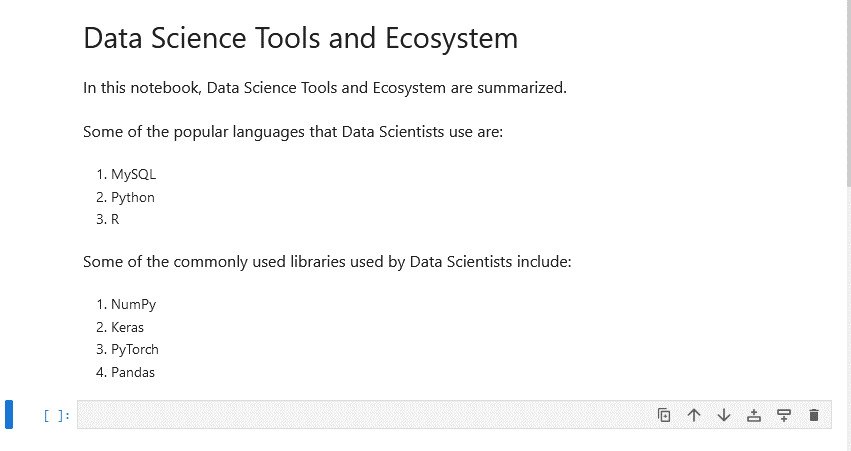 Data Science Tools and Ecosystem
In this notebook, Data Science Tools and Ecosystem are summarized.
Some of the popular languages that Data Scientists use are:
1. MySQL
2. Python
3. R
Some of the commonly used libraries used by Data Scientists include:
1. NumPy
2. Keras
3. PyTorch
4. Pandas
[ ]: